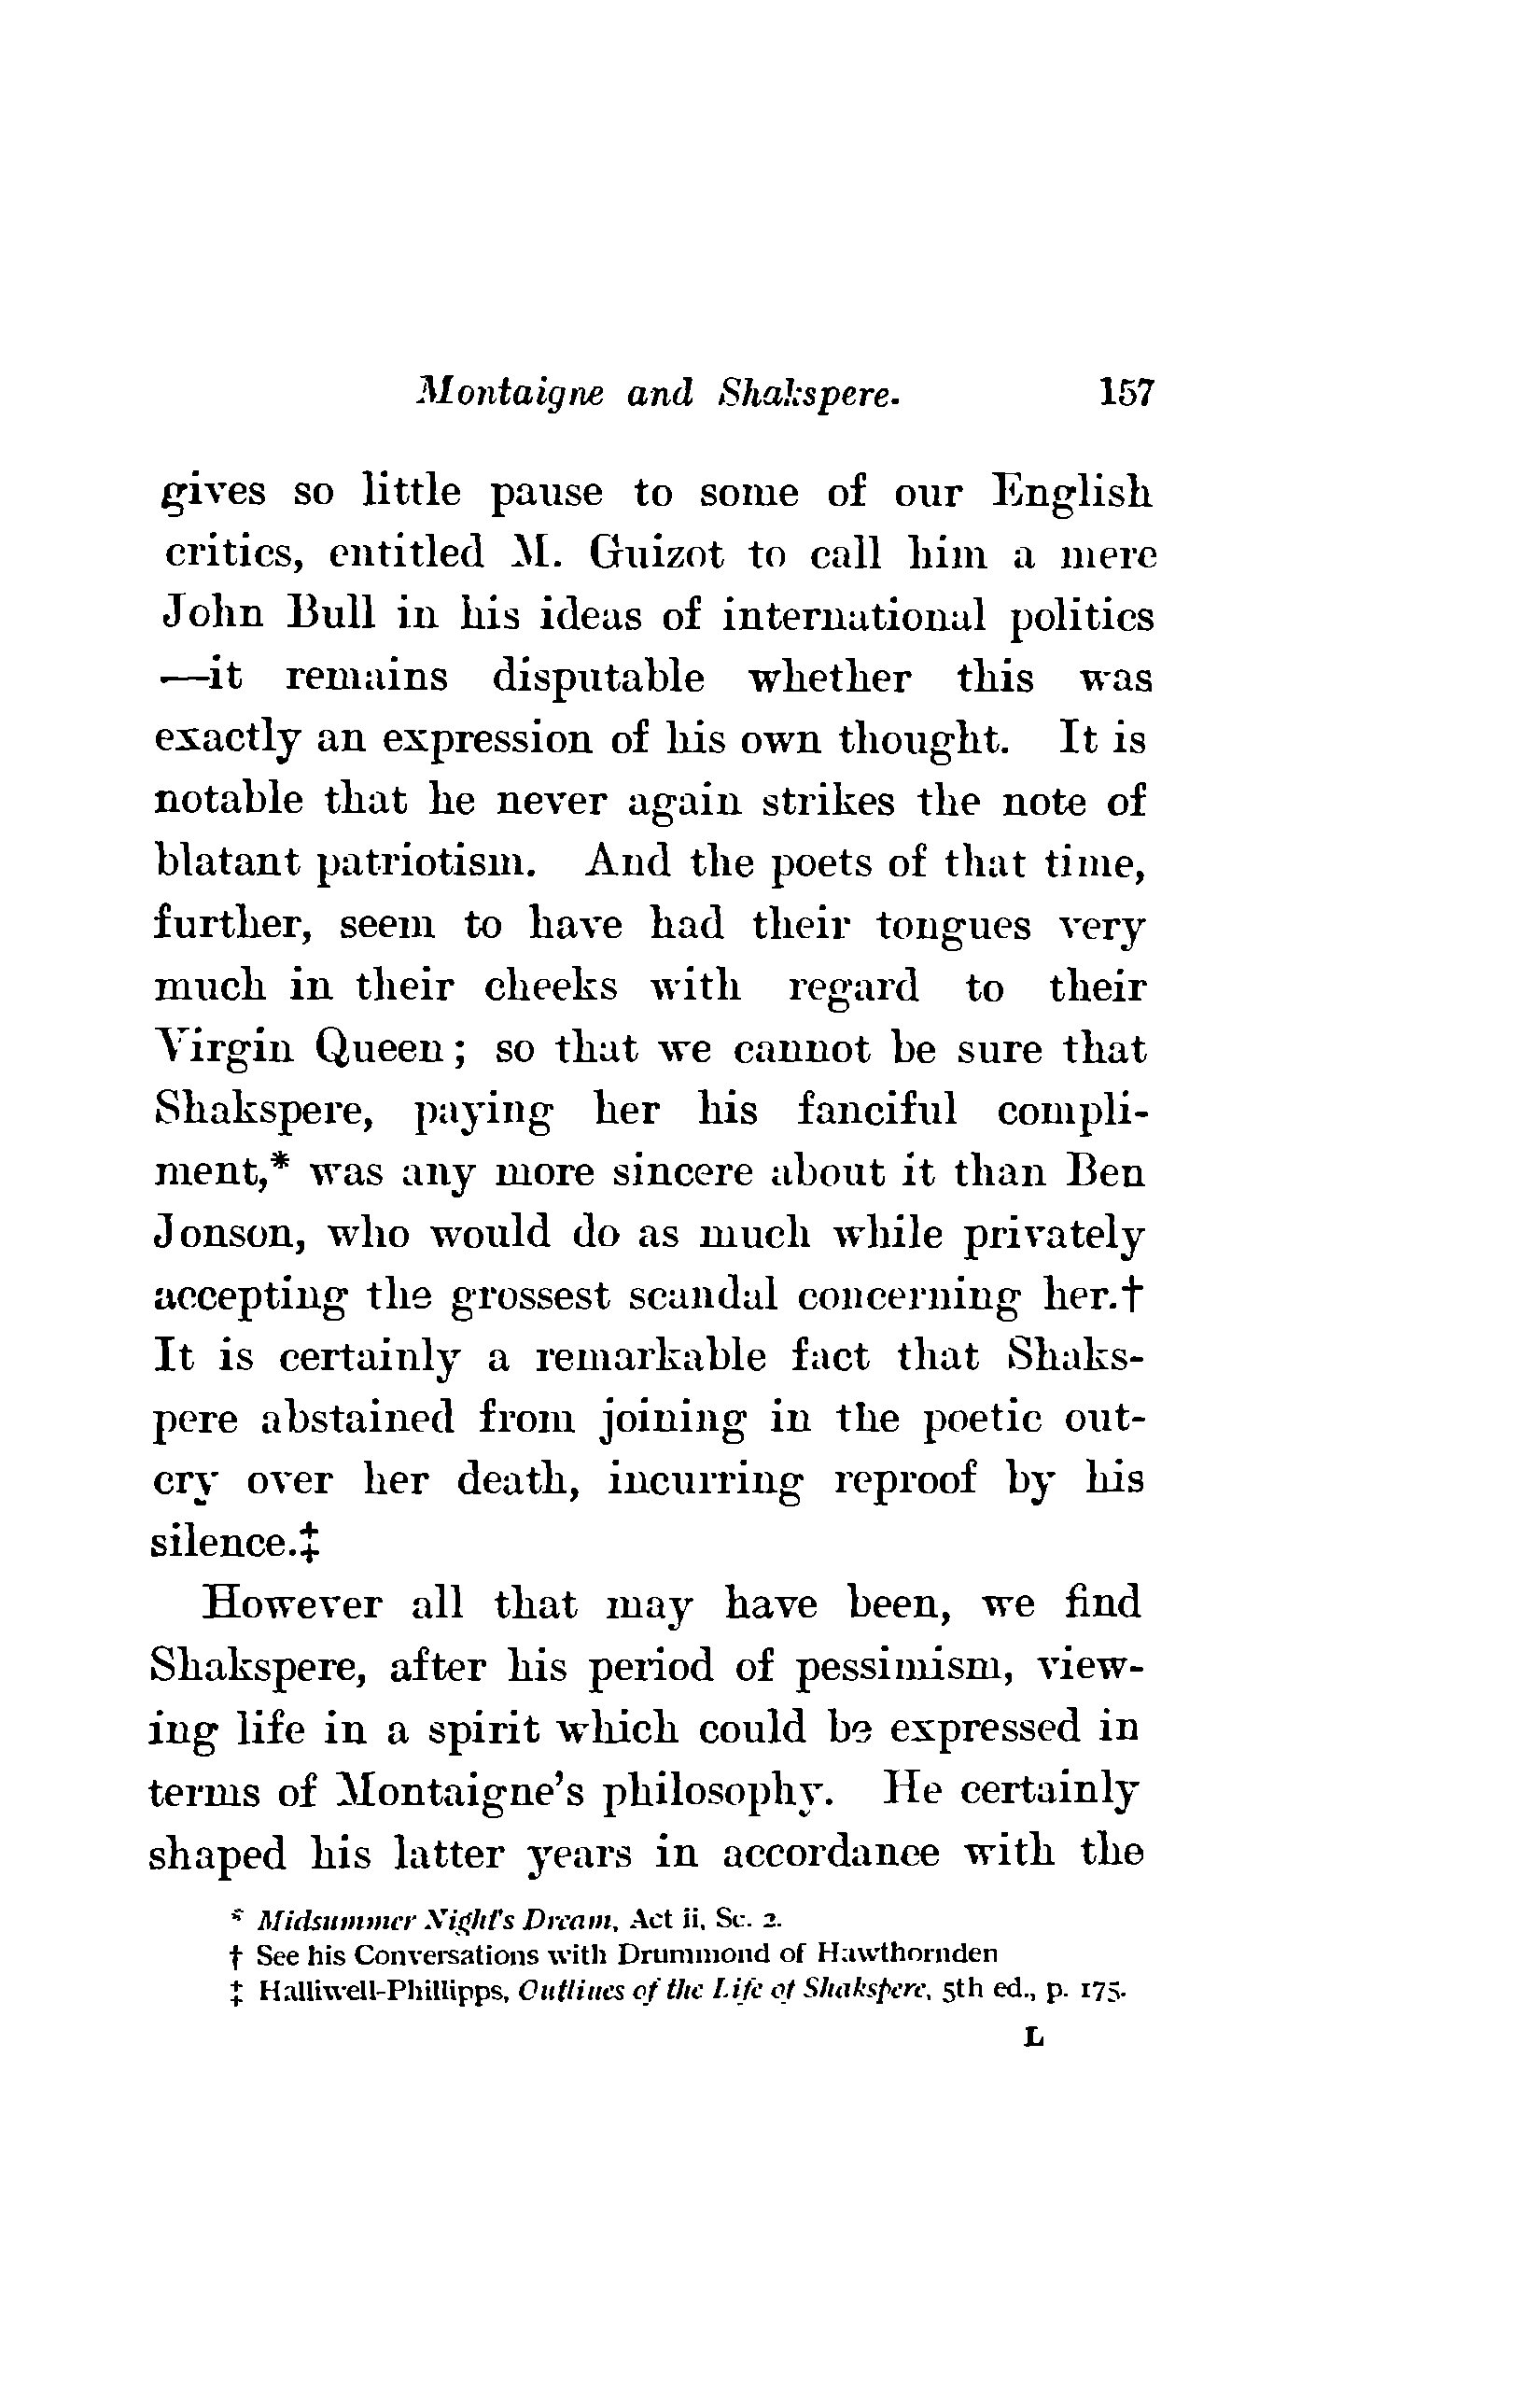 Montaigne and Shakspere. 157
gives so little pause to some of our English
critics, entitled M. Guizot to call him a mere
John Bull in his ideas of international politics
—it remains disputable whether this was
exactly an expression of his own thought. It is
notable that he never again strikes the note of
blatant patriotism. And the poets of that time,
further, seem to have had their tongues very
much in their cheeks with regard to their
Virgin Queen; so that we cannot be sure that
Shakspere, paying her his fanciful compli-
ment,* was any more sincere about it than Ben
Jonson, who would do as much while privately
accepting the grossest scandal concerning her.†
It is certainly a remarkable fact that Shaks-
pere abstained from joining in the poetic out-
cry over her death, incurring reproof by his
silence.‡
However all that may have been, we find
Shakspere, after his period of pessimism, view-
ing life in a spirit which could be expressed in
terms of Montaigne's philosophy. He certainly
shaped his latter years in accordance with the
* Midsummer Night's Dream, Act ii, Sc. 2.
† See his Conversations with Drummond of Hawthornden
‡ Halliwell-Phillipps, Outlines of the Life of Shakspere, 5th ed., p. 175.
L